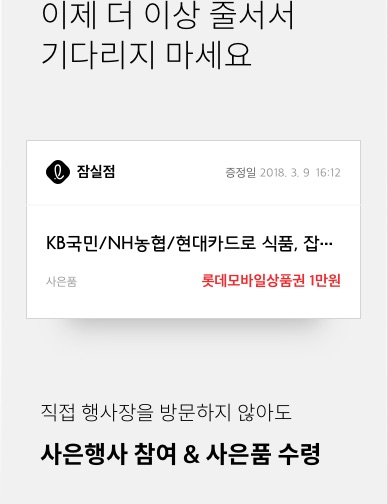 이제 더 이상 줄서서
기다리지 마세요
잠실점
증정일 2018. 3. 9 16:12
KB국민/NH농협/현대카드로 식품, 잡···
사은품
롯데모바일상품권 1만원
직접 행사장을 방문하지 않아도
사은행사 참여 & 사은품 수령